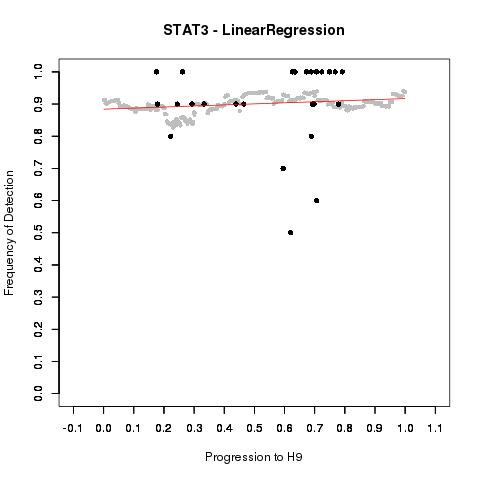 STAT3 - LinearRegression
Frequency of Detection
1.0
0.9
0.8
0.7
0.6
0.5
0.4
0.3
0.2
0.1
0.0
-0.1 0.0 0.1 0.2 0.3 0.4 0.5 0.6 0.7 0.8 0.9 1.0 1.1
Progression to H9